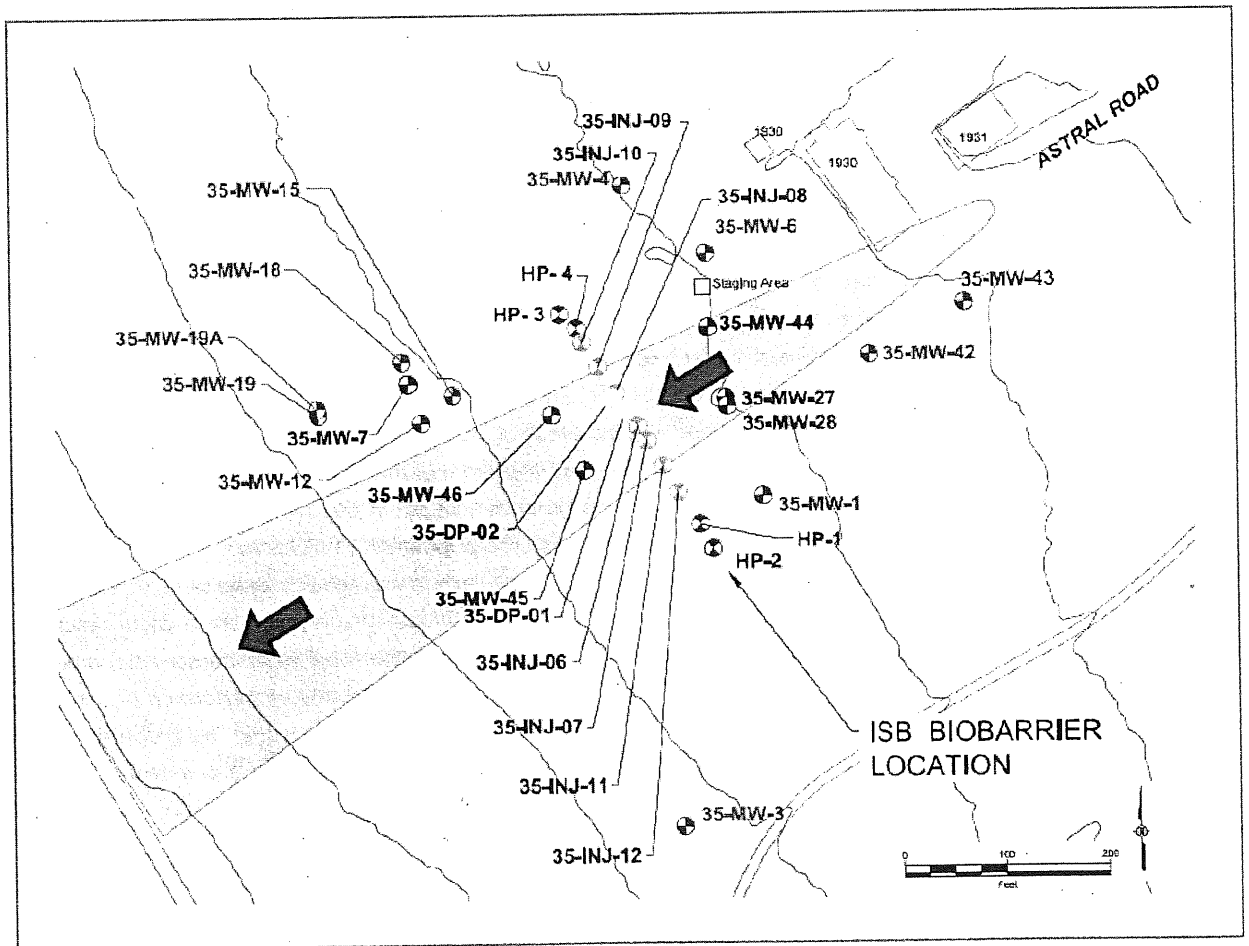 35-INJ-09
35-INJ-10
35-MW-4
35-INJ-08
35-MW-6
1930
1930
1931
ASTRAL ROAD
35-MW-15
35-MW-18
HP-4
HP-3
Staging Area
35-MW-43
35-MW-44
35-MW-42
35-MW-19A
35-MW-19
35-MW-27
35-MW-28
35-MW-7
35-MW-12
35-MW-46
35-DP-02
35-MW-1
HP-1
HP-2
35-MW-45
35-DP-01
35-INJ-06
35-INJ-07
35-INJ-11
35-INJ-12
35-MW-3
ISB BIOBARRIER
LOCATION
0 100 200
Feet